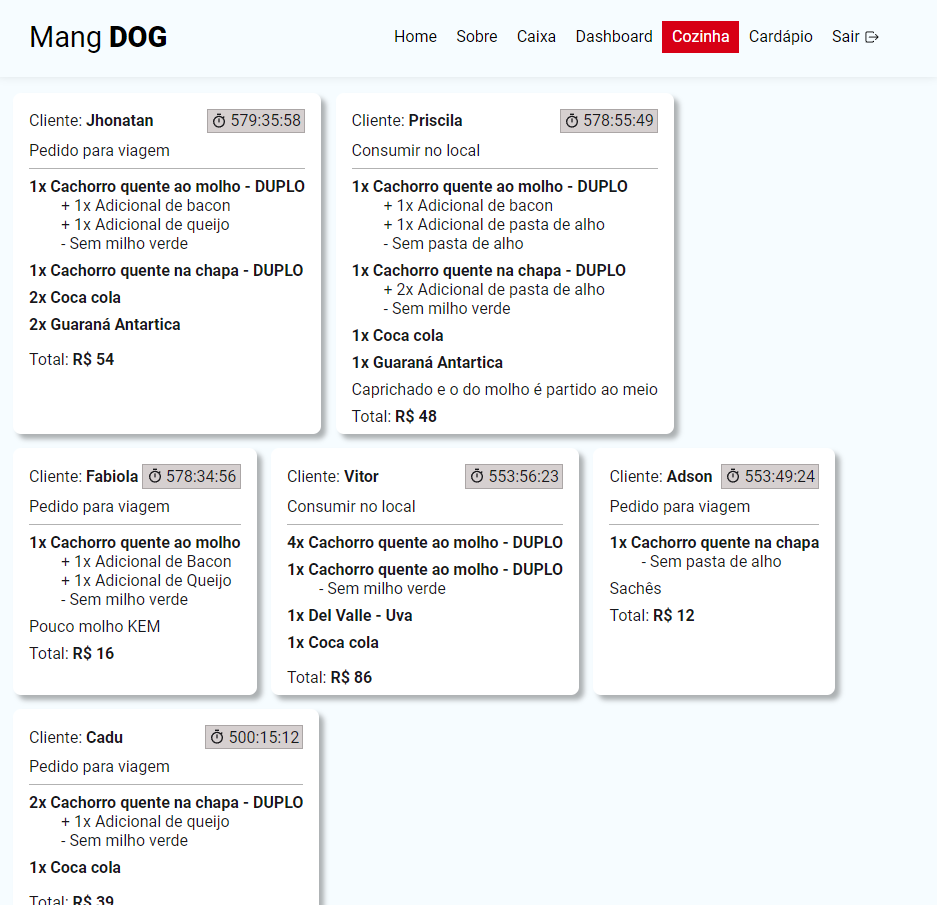 Mang DOG
Home Sobre Caixa Dashboard Cozinha Cardápio Sair
Cliente: Jhonatan 579:35:58
Pedido para viagem
1x Cachorro quente ao molho - DUPLO
+ 1x Adicional de bacon
+ 1x Adicional de queijo
- Sem milho verde
1x Cachorro quente na chapa - DUPLO
2x Coca cola
2x Guaraná Antartica
Total: R$ 54
Cliente: Priscila 578:55:49
Consumir no local
1x Cachorro quente ao molho - DUPLO
+ 1x Adicional de bacon
+ 1x Adicional de pasta de alho
- Sem pasta de alho
1x Cachorro quente na chapa - DUPLO
+ 2x Adicional de pasta de alho
- Sem milho verde
1x Coca cola
1x Guaraná Antartica
Caprichado e o do molho é partido ao meio
Total: R$ 48
Cliente: Fabiola 578:34:56
Pedido para viagem
1x Cachorro quente ao molho
+ 1x Adicional de Bacon
+ 1x Adicional de Queijo
- Sem milho verde
Pouco molho KEM
Total: R$ 16
Cliente: Vitor 553:56:23
Consumir no local
4x Cachorro quente ao molho - DUPLO
1x Cachorro quente ao molho - DUPLO
- Sem milho verde
1x Del Valle - Uva
1x Coca cola
Total: R$ 86
Cliente: Adson 553:49:24
Pedido para viagem
1x Cachorro quente na chapa
- Sem pasta de alho
Sachês
Total: R$ 12
Cliente: Cadu 500:15:12
Pedido para viagem
2x Cachorro quente na chapa - DUPLO
+ 1x Adicional de queijo
- Sem milho verde
1x Coca cola
Total: R$ 39